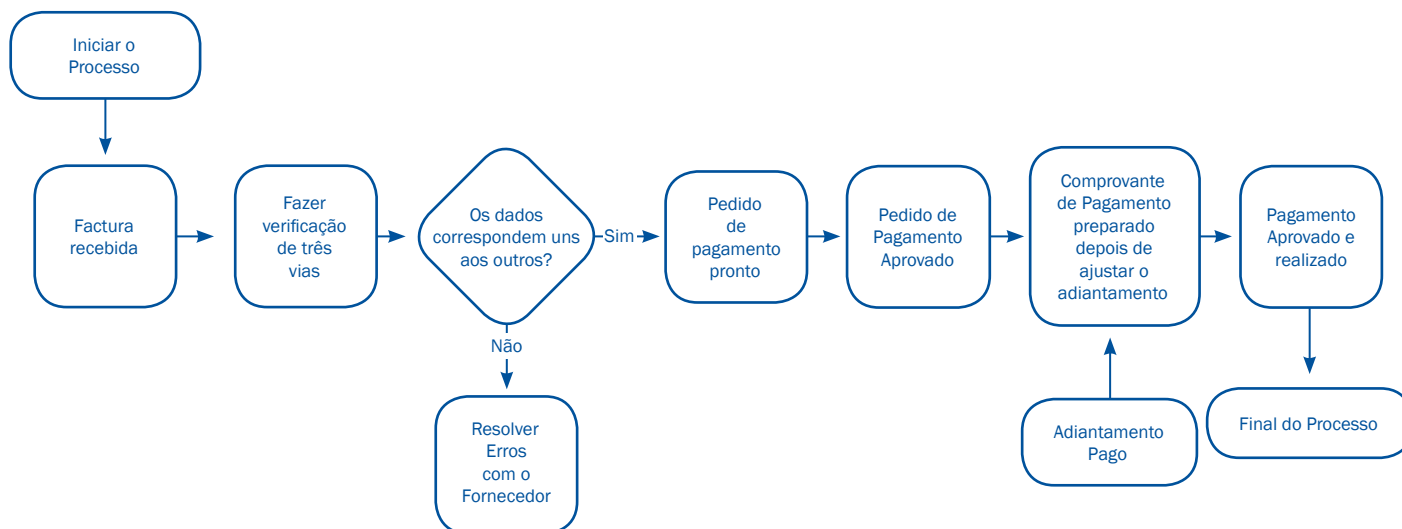 Iniciar o
Processo
Factura
recebida
Fazer
verificação
de três
vias
Os dados
correspondem uns
aos outros?
Sim
Não
Resolver
Erros
com o
Fornecedor
Pedido
de
pagamento
pronto
Pedido de
Pagamento
Aprovado
Comprovante
de Pagamento
preparado
depois de
ajustar o
adiantamento
Adiantamento
Pago
Pagamento
Aprovado e
realizado
Final do Processo